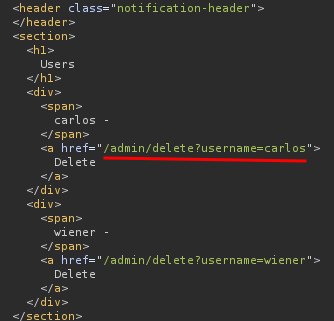 <header class="notification-header">
</header>
<section>
<h1>
Users
</h1>
<div>
<span>
carlos -
</span>
<a href="/admin/delete?username=carlos">
Delete
</a>
</div>
<div>
<span>
wiener -
</span>
<a href="/admin/delete?username=wiener">
Delete
</a>
</div>
</section>